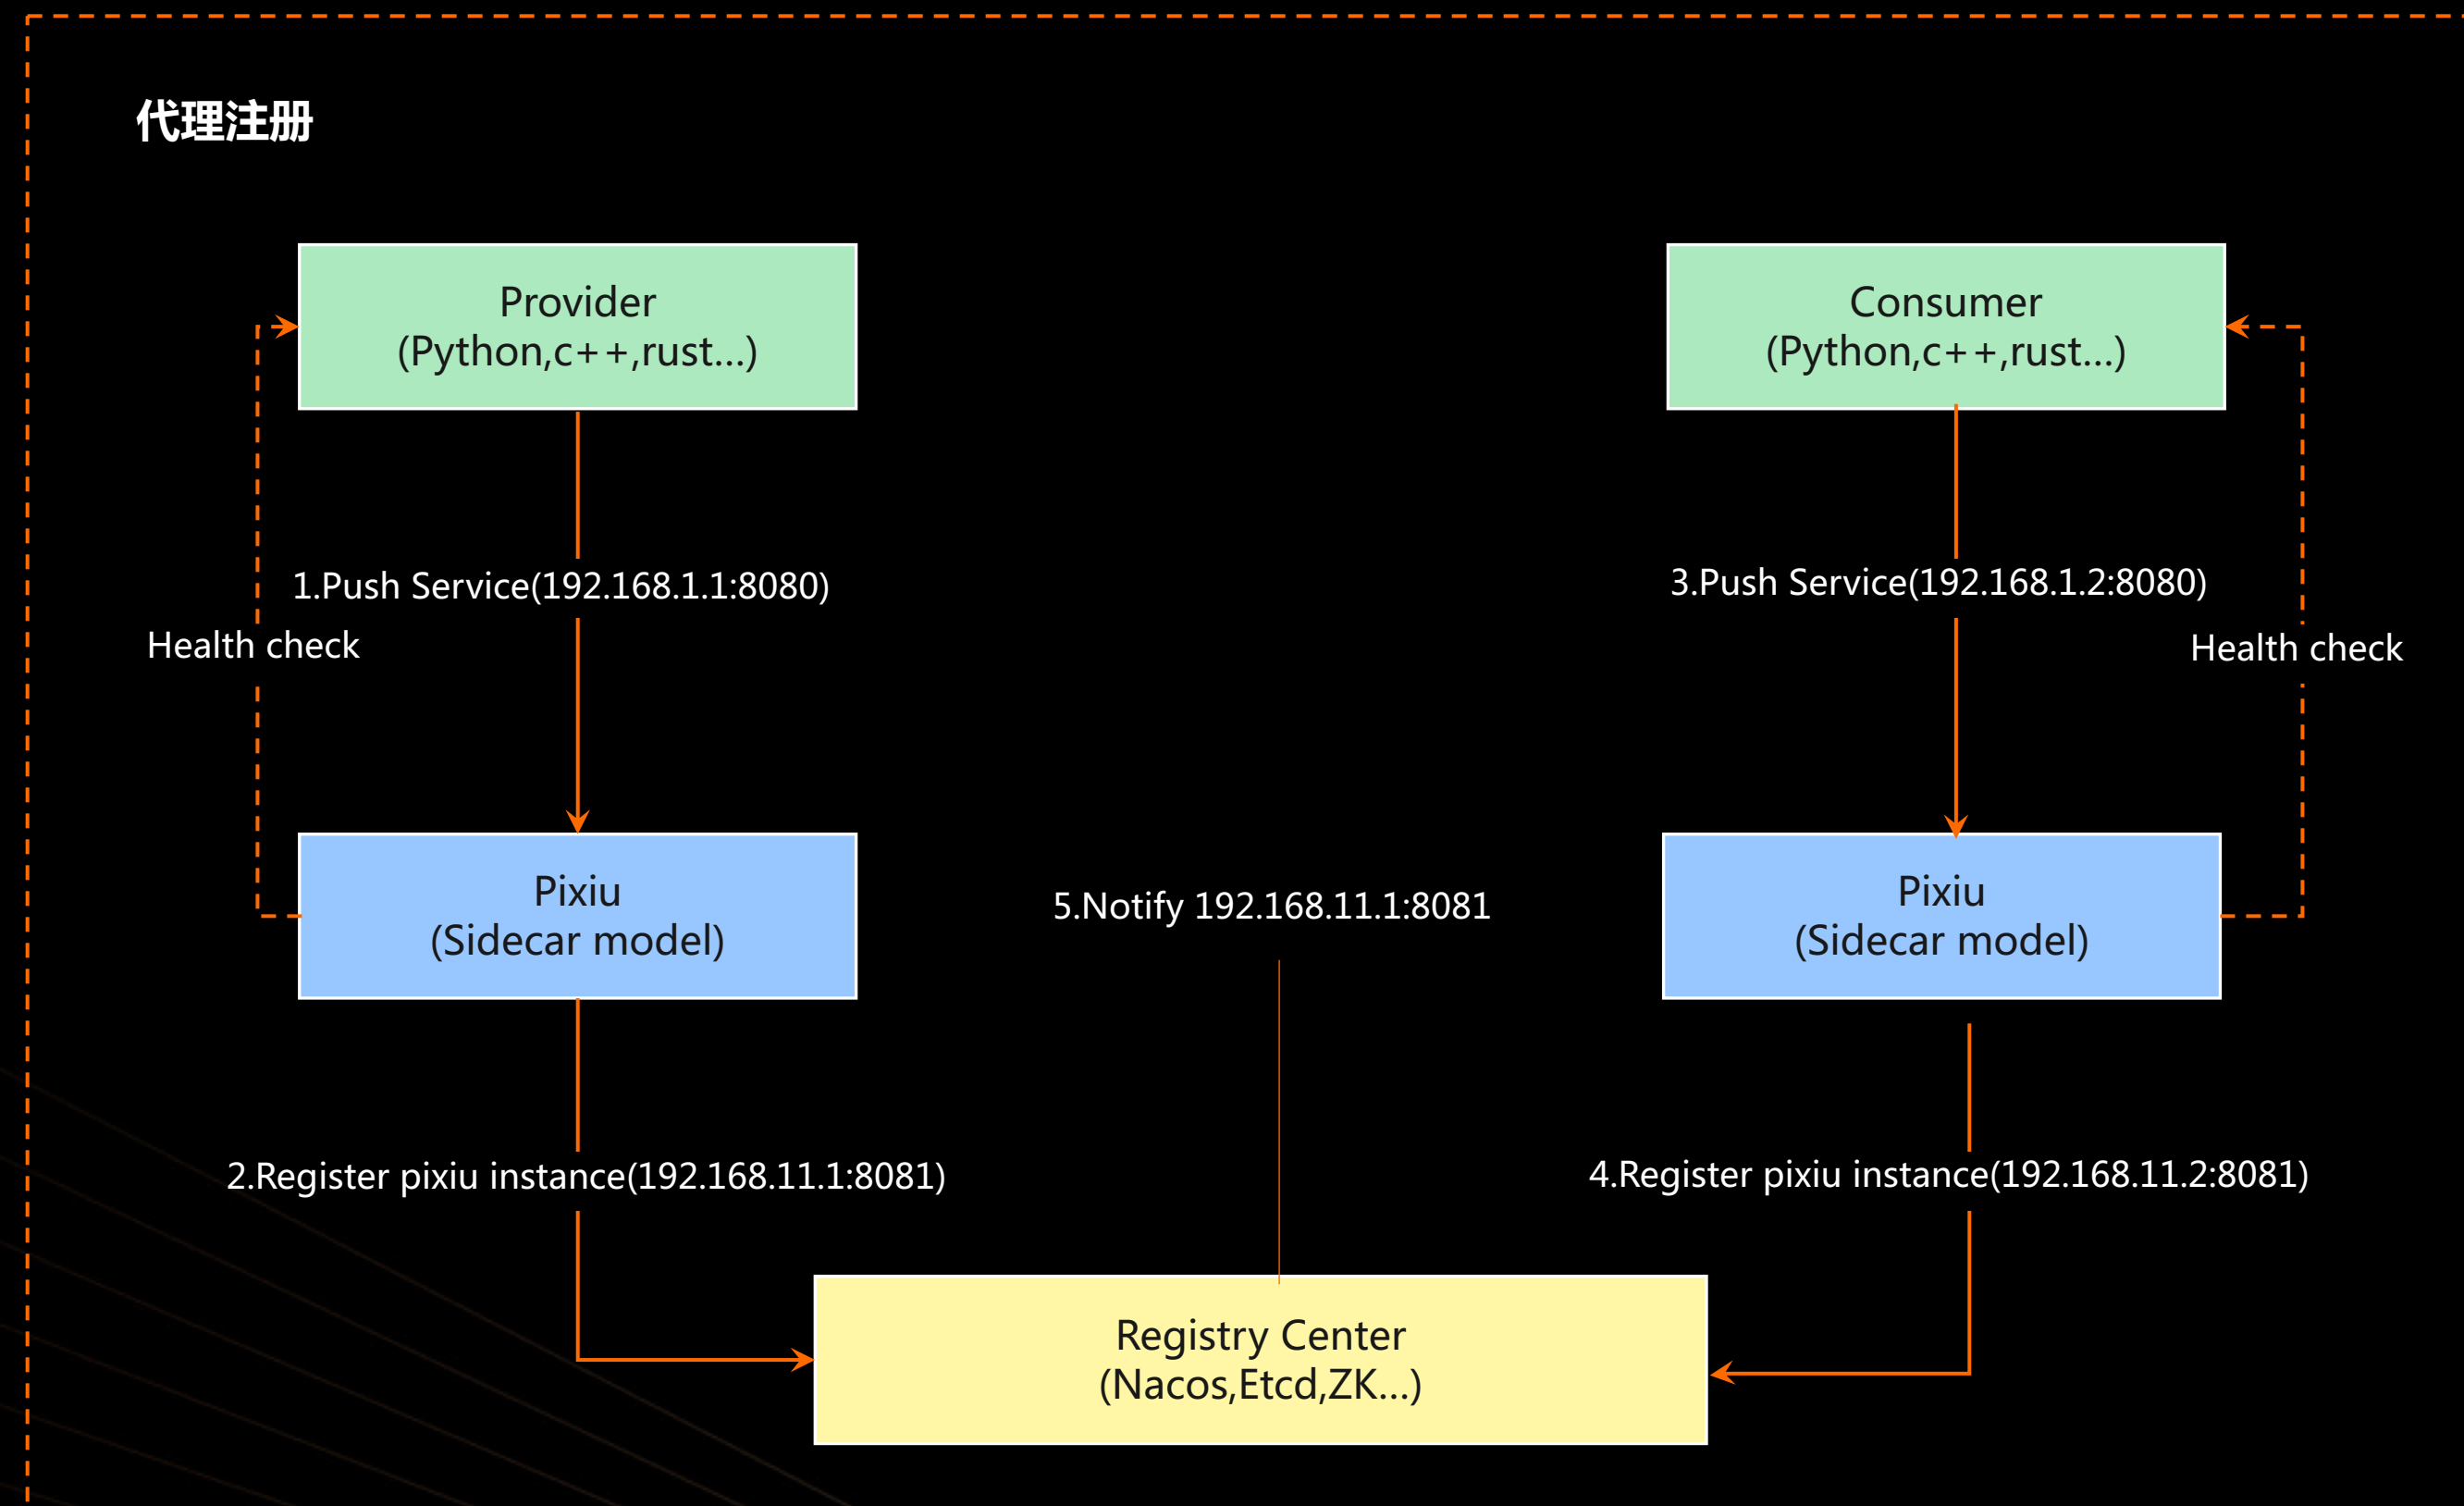 代理注册
Provider
(Python,c++,rust...)
Consumer
(Python,c++,rust...)
1.Push Service(192.168.1.1:8080)
3.Push Service(192.168.1.2:8080)
Health check
Health check
Pixiu
(Sidecar model)
5.Notify 192.168.11.1:8081
Pixiu
(Sidecar model)
2.Register pixiu instance(192.168.11.1:8081)
4.Register pixiu instance(192.168.11.2:8081)
Registry Center
(Nacos,Etcd,ZK...)